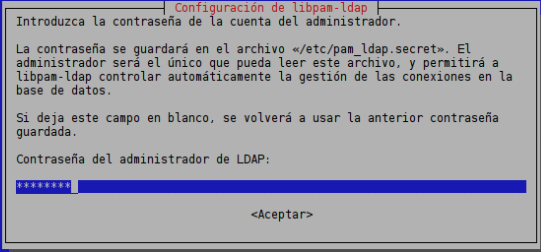 Configuración de libpam-ldap
Introduzca la contraseña de la cuenta del administrador.
La contraseña se guardará en el archivo «/etc/pam_ldap.secret». El
administrador será el único que pueda leer este archivo, y permitirá a
libpam-ldap controlar automáticamente la gestión de las conexiones en la
base de datos.
Si deja este campo en blanco, se volverá a usar la anterior contraseña
guardada.
Contraseña del administrador de LDAP:
********_
<Aceptar>